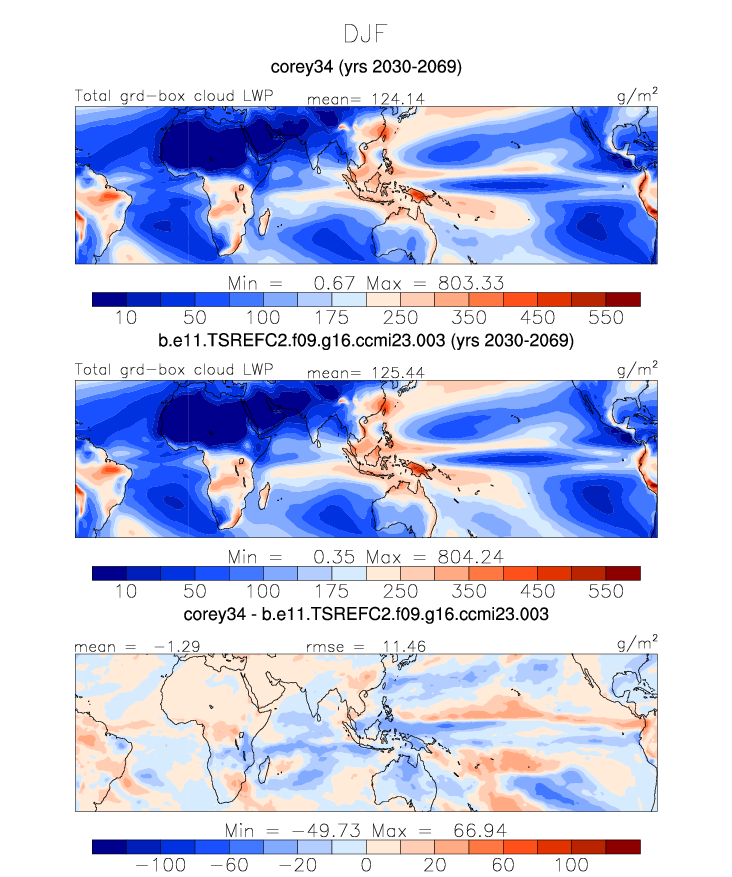 DJF
corey34 (yrs 2030-2069)
Total grd-box cloud LWP mean= 124.14 g/m²
Min = 0.67 Max = 803.33
10 50 100 175 250 350 450 550
b.e11.TSREFC2.f09.g16.ccmi23.003 (yrs 2030-2069)
Total grd-box cloud LWP mean= 125.44 g/m²
Min = 0.35 Max = 804.24
10 50 100 175 250 350 450 550
corey34 - b.e11.TSREFC2.f09.g16.ccmi23.003
mean = -1.29 rmse = 11.46 g/m²
Min = -49.73 Max = 66.94
-100 -60 -20 0 20 60 100